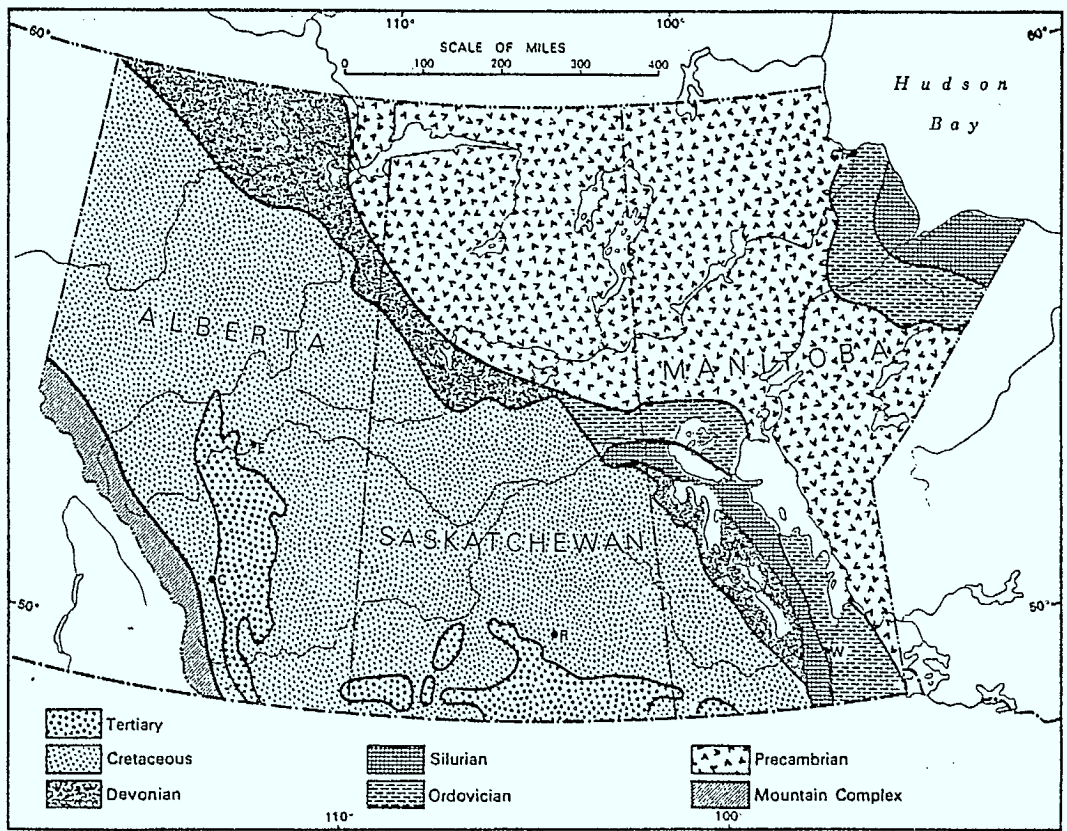 110°
100°
60°
60°
SCALE OF MILES
0 100 200 300 400
Hudson
Bay
ALBERTA
MANITOBA
E
SASKATCHEWAN
C
50°
50°
R
W
Tertiary
Cretaceous
Silurian
Precambrian
Devonian
Ordovician
Mountain Complex
110°
100°